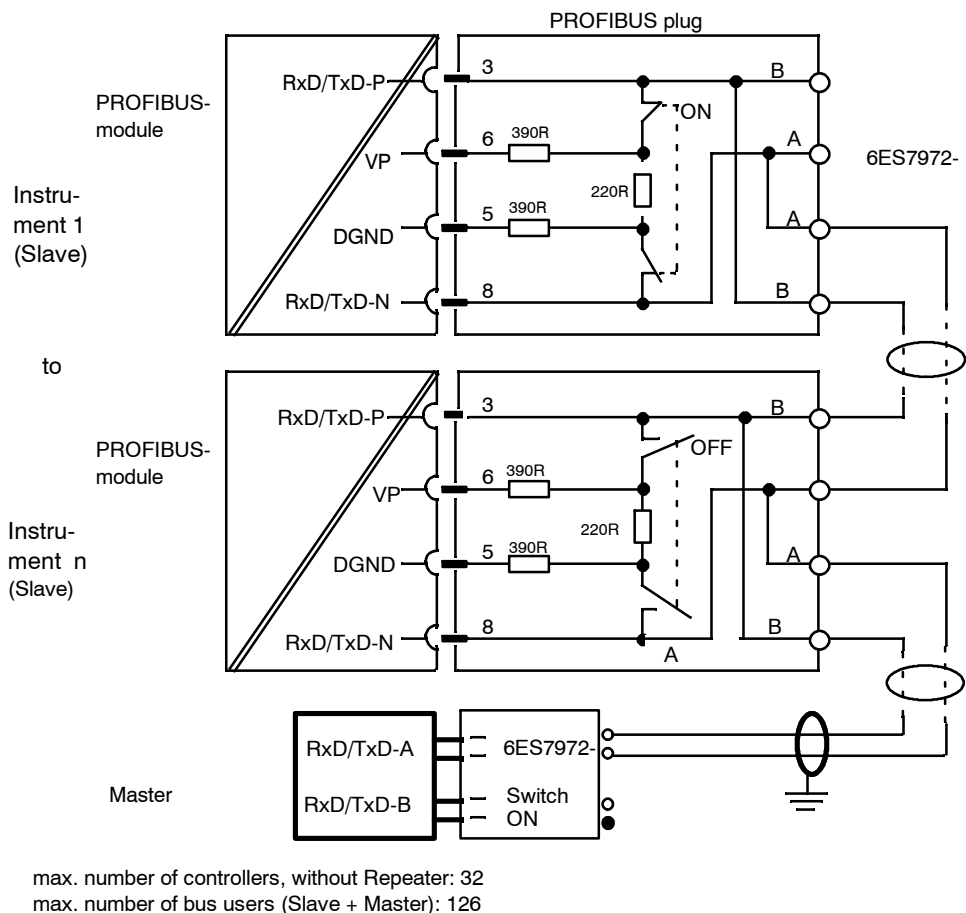 PROFIBUS plug
RxD/TxD-P
3
B
PROFIBUS-
module
ON
VP
6
390R
A
6ES7972-
Instru-
ment 1
(Slave)
220R
DGND
5
390R
A
RxD/TxD-N
8
B
to
RxD/TxD-P
3
B
PROFIBUS-
module
OFF
VP
6
390R
Instru-
ment n
(Slave)
220R
DGND
5
390R
A
RxD/TxD-N
8
A
B
RxD/TxD-A
6ES7972-
Master
RxD/TxD-B
Switch
ON
max. number of controllers, without Repeater: 32
max. number of bus users (Slave + Master): 126